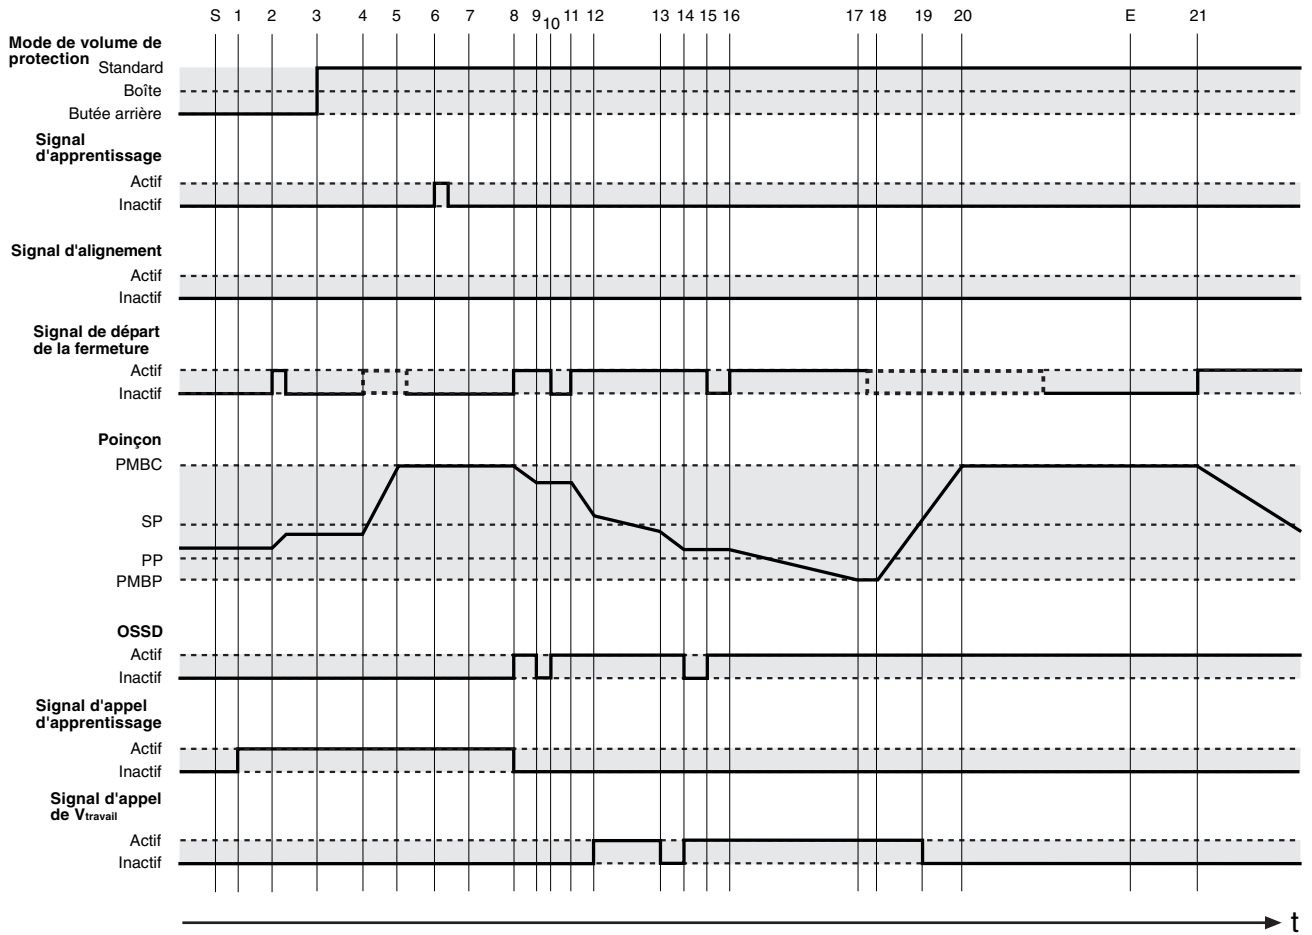 S 1 2 3 4 5 6 7 8 9 10 11 12 13 14 15 16 17 18 19 20 E 21
Mode de volume de
protection
Standard
Boîte
Butée arrière
Signal
d'apprentissage
Actif
Inactif
Signal d'alignement
Actif
Inactif
Signal de départ
de la fermeture
Actif
Inactif
Poinçon
PMBC
SP
PP
PMBP
OSSD
Actif
Inactif
Signal d'appel
d'apprentissage
Actif
Inactif
Signal d'appel
de Vtravail
Actif
Inactif
t